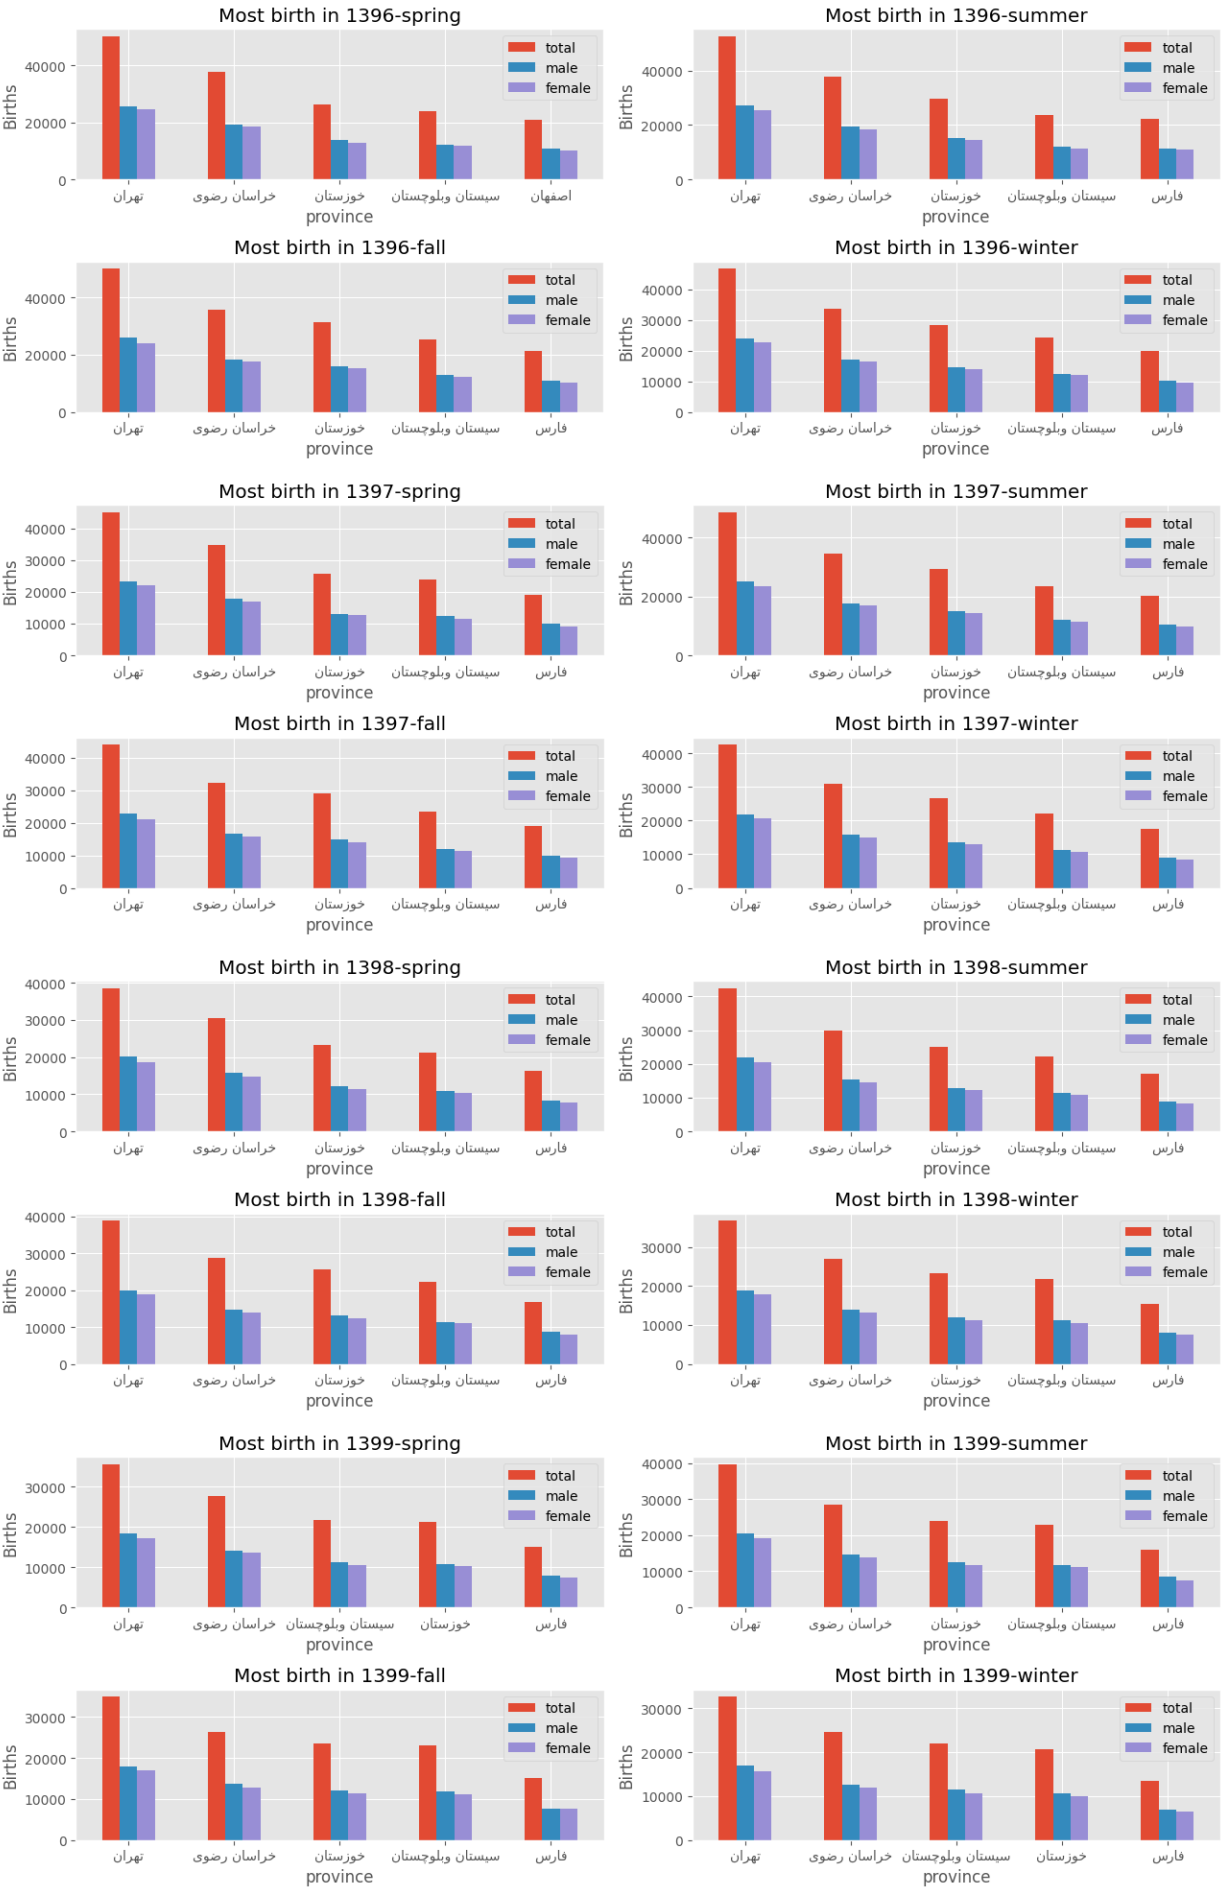 Most birth in 1396-spring
Births
40000
20000
0
total
male
female
تهران خراسان رضوی خوزستان سیستان وبلوچستان اصفهان
province
Most birth in 1396-summer
Births
40000
20000
0
total
male
female
تهران خراسان رضوی خوزستان سیستان وبلوچستان فارس
province
Most birth in 1396-fall
Births
40000
20000
0
total
male
female
تهران خراسان رضوی خوزستان سیستان وبلوچستان فارس
province
Most birth in 1396-winter
Births
40000
30000
20000
10000
0
total
male
female
تهران خراسان رضوی خوزستان سیستان وبلوچستان فارس
province
Most birth in 1397-spring
Births
40000
30000
20000
10000
0
total
male
female
تهران خراسان رضوی خوزستان سیستان وبلوچستان فارس
province
Most birth in 1397-summer
Births
40000
20000
0
total
male
female
تهران خراسان رضوی خوزستان سیستان وبلوچستان فارس
province
Most birth in 1397-fall
Births
40000
30000
20000
10000
0
total
male
female
تهران خراسان رضوی خوزستان سیستان وبلوچستان فارس
province
Most birth in 1397-winter
Births
40000
30000
20000
10000
0
total
male
female
تهران خراسان رضوی خوزستان سیستان وبلوچستان فارس
province
Most birth in 1398-spring
Births
40000
30000
20000
10000
0
total
male
female
تهران خراسان رضوی خوزستان سیستان وبلوچستان فارس
province
Most birth in 1398-summer
Births
40000
30000
20000
10000
0
total
male
female
تهران خراسان رضوی خوزستان سیستان وبلوچستان فارس
province
Most birth in 1398-fall
Births
40000
30000
20000
10000
0
total
male
female
تهران خراسان رضوی خوزستان سیستان وبلوچستان فارس
province
Most birth in 1398-winter
Births
30000
20000
10000
0
total
male
female
تهران خراسان رضوی خوزستان سیستان وبلوچستان فارس
province
Most birth in 1399-spring
Births
30000
20000
10000
0
total
male
female
تهران خراسان رضوی سیستان وبلوچستان خوزستان فارس
province
Most birth in 1399-summer
Births
40000
30000
20000
10000
0
total
male
female
تهران خراسان رضوی خوزستان سیستان وبلوچستان فارس
province
Most birth in 1399-fall
Births
30000
20000
10000
0
total
male
female
تهران خراسان رضوی خوزستان سیستان وبلوچستان فارس
province
Most birth in 1399-winter
Births
30000
20000
10000
0
total
male
female
تهران خراسان رضوی سیستان وبلوچستان خوزستان فارس
province